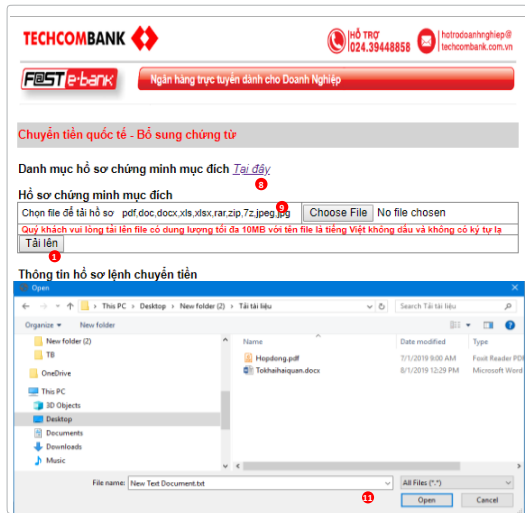 TECHCOMBANK
HỖ TRỢ
024.39448858
hotrodoanhnghiep@
techcombank.com.vn
F@ST e-bank
Ngân hàng trực tuyến dành cho Doanh Nghiệp
Chuyển tiền quốc tế - Bổ sung chứng từ
Danh mục hồ sơ chứng minh mục đích Tại đây
8
Hồ sơ chứng minh mục đích
9
Chọn file để tải hồ sơ pdf,doc,docx,xls,xlsx,rar,zip,7z,jpeg,jpg Choose File No file chosen
Quý khách vui lòng tải lên file có dung lượng tối đa 10MB với tên file là tiếng Việt không dấu và không có ký tự lạ
Tải lên
1
Thông tin hồ sơ lệnh chuyển tiền
Open
This PC > Desktop > New folder (2) > Tải tài liệu
Search Tải tài liệu
Organize
New folder
New folder (2)
TB
OneDrive
This PC
3D Objects
Desktop
Documents
Downloads
Music
Name Date modified Type
Hopdong.pdf 7/1/2019 9:00 AM Foxit Reader PDF
Tokhaihaiquan.docx 8/1/2019 12:29 PM Microsoft Word
File name: New Text Document.txt All Files (*.*)
11
Open Cancel